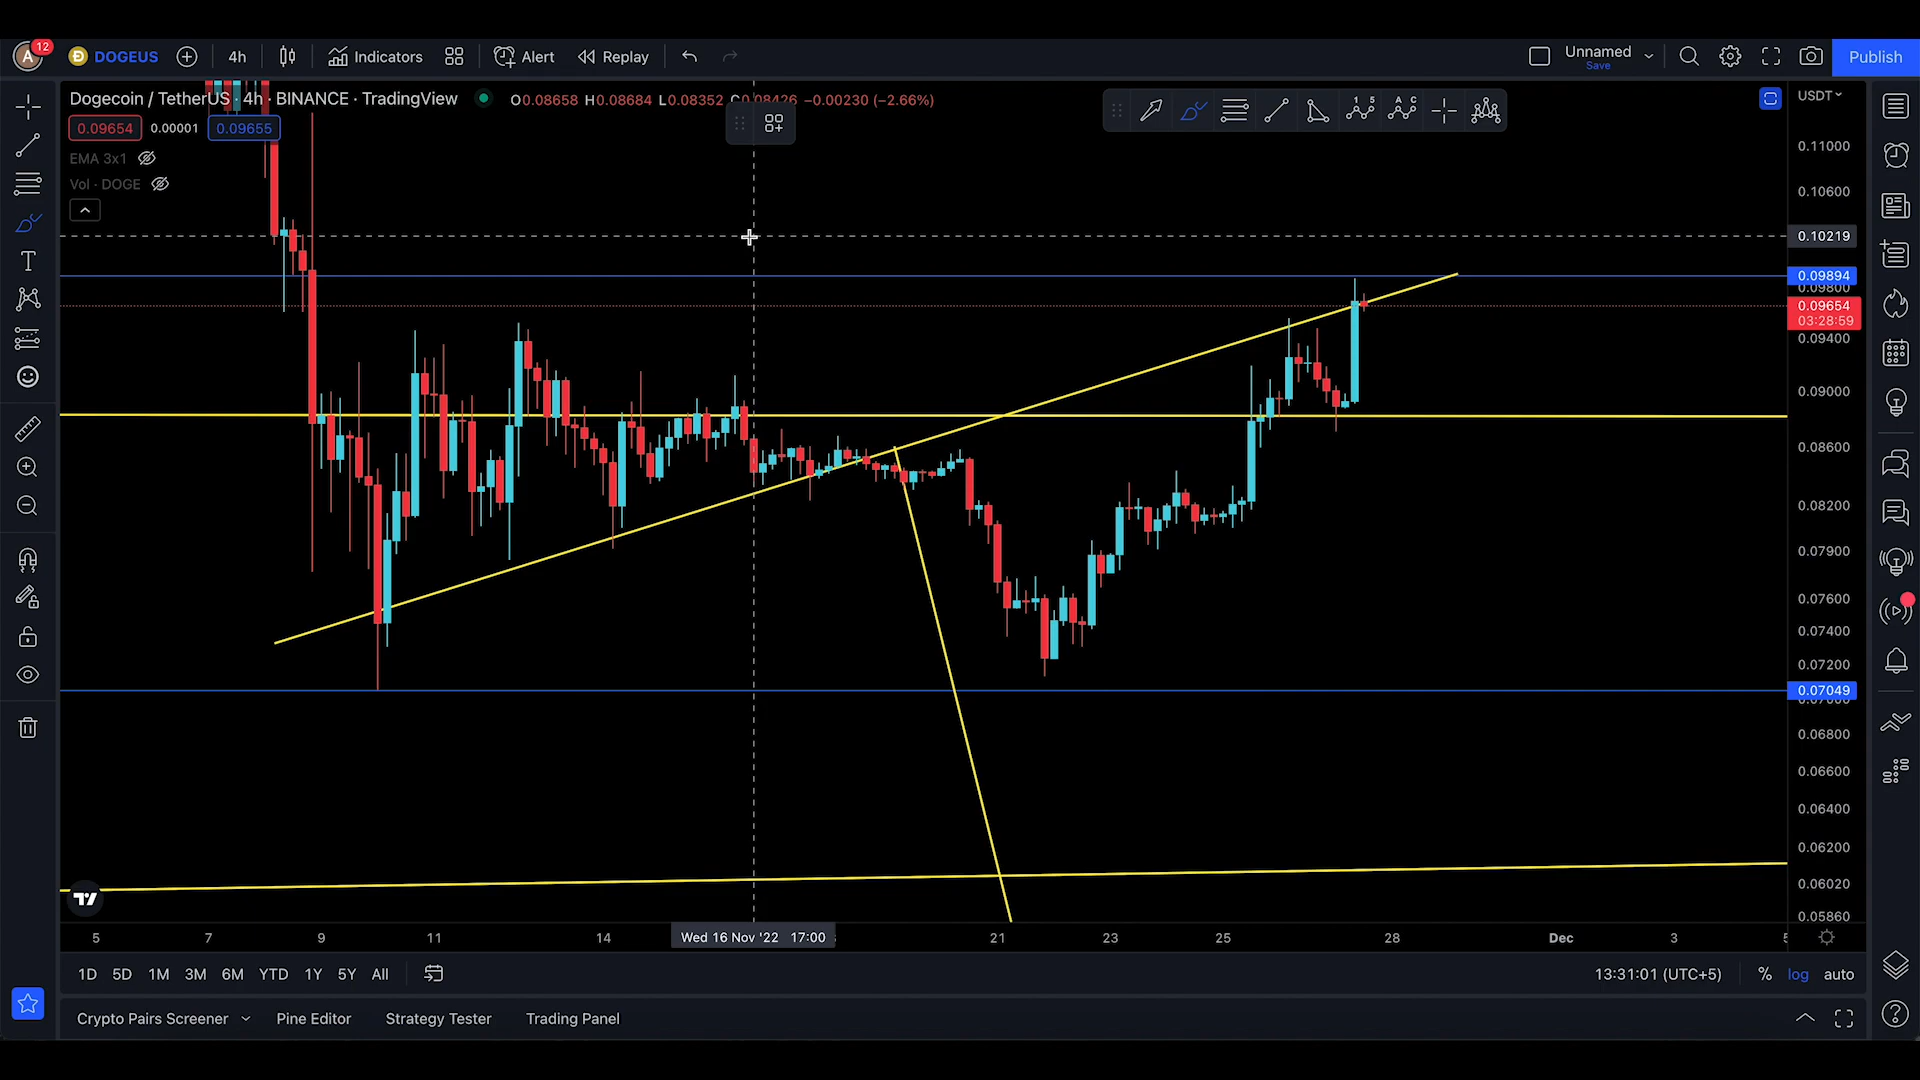 A 12 DOGEUS 4h Indicators Alert Replay Unnamed Save Publish
Dogecoin / TetherUS · 4h · BINANCE · TradingView O0.08658 H0.08684 L0.08352 C0.08426 −0.00230 (−2.66%)
USDT
0.09654 0.00001 0.09655
EMA 3x1
Vol · DOGE
1 5
A C
0.11000
0.10600
0.10219
0.09894
0.09800
0.09654
03:28:59
0.09400
0.09000
0.08600
0.08200
0.07900
0.07600
0.07400
0.07200
0.07049
0.06800
0.06600
0.06400
0.06200
0.06020
0.05860
5 7 9 11 14 Wed 16 Nov '22 17:00 21 23 25 28 Dec 3
1D 5D 1M 3M 6M YTD 1Y 5Y All 13:31:01 (UTC+5) % log auto
Crypto Pairs Screener Pine Editor Strategy Tester Trading Panel